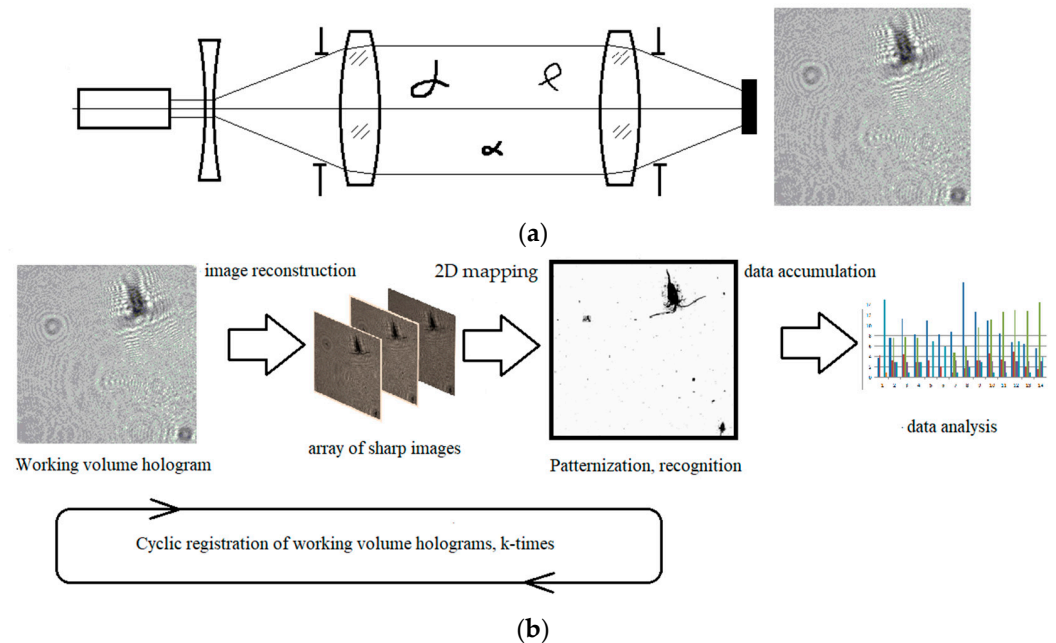 (a)
image reconstruction
2D mapping
data accumulation
Working volume hologram
array of sharp images
Patternization, recognition
data analysis
Cyclic registration of working volume holograms, k-times
(b)